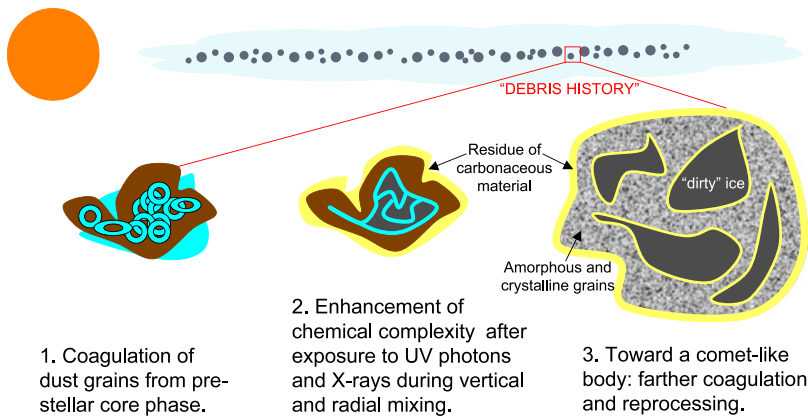 “DEBRIS HISTORY”
Residue of
carbonaceous
material
“dirty” ice
Amorphous and
crystalline grains
1. Coagulation of
dust grains from pre-
stellar core phase.
2. Enhancement of
chemical complexity after
exposure to UV photons
and X-rays during vertical
and radial mixing.
3. Toward a comet-like
body: farther coagulation
and reprocessing.